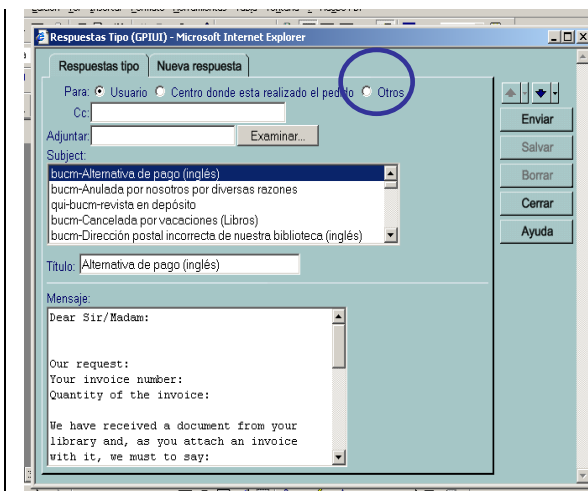 Respuestas Tipo (GPIUI) - Microsoft Internet Explorer
Respuestas tipo Nueva respuesta
Para: Usuario Centro donde esta realizado el pedido Otros
Cc:
Adjuntar: Examinar...
Subject:
bucm-Alternativa de pago (inglés)
bucm-Anulada por nosotros por diversas razones
qui-bucm-revista en depósito
bucm-Cancelada por vacaciones (Libros)
bucm-Dirección postal incorrecta de nuestra biblioteca (inglés)
Título: Alternativa de pago (inglés)
Mensaje:
Dear Sir/Madam:
Our request:
Your invoice number:
Quantity of the invoice:
We have received a document from your
library and, as you attach an invoice
with it, we must to say:
Enviar
Salvar
Borrar
Cerrar
Ayuda